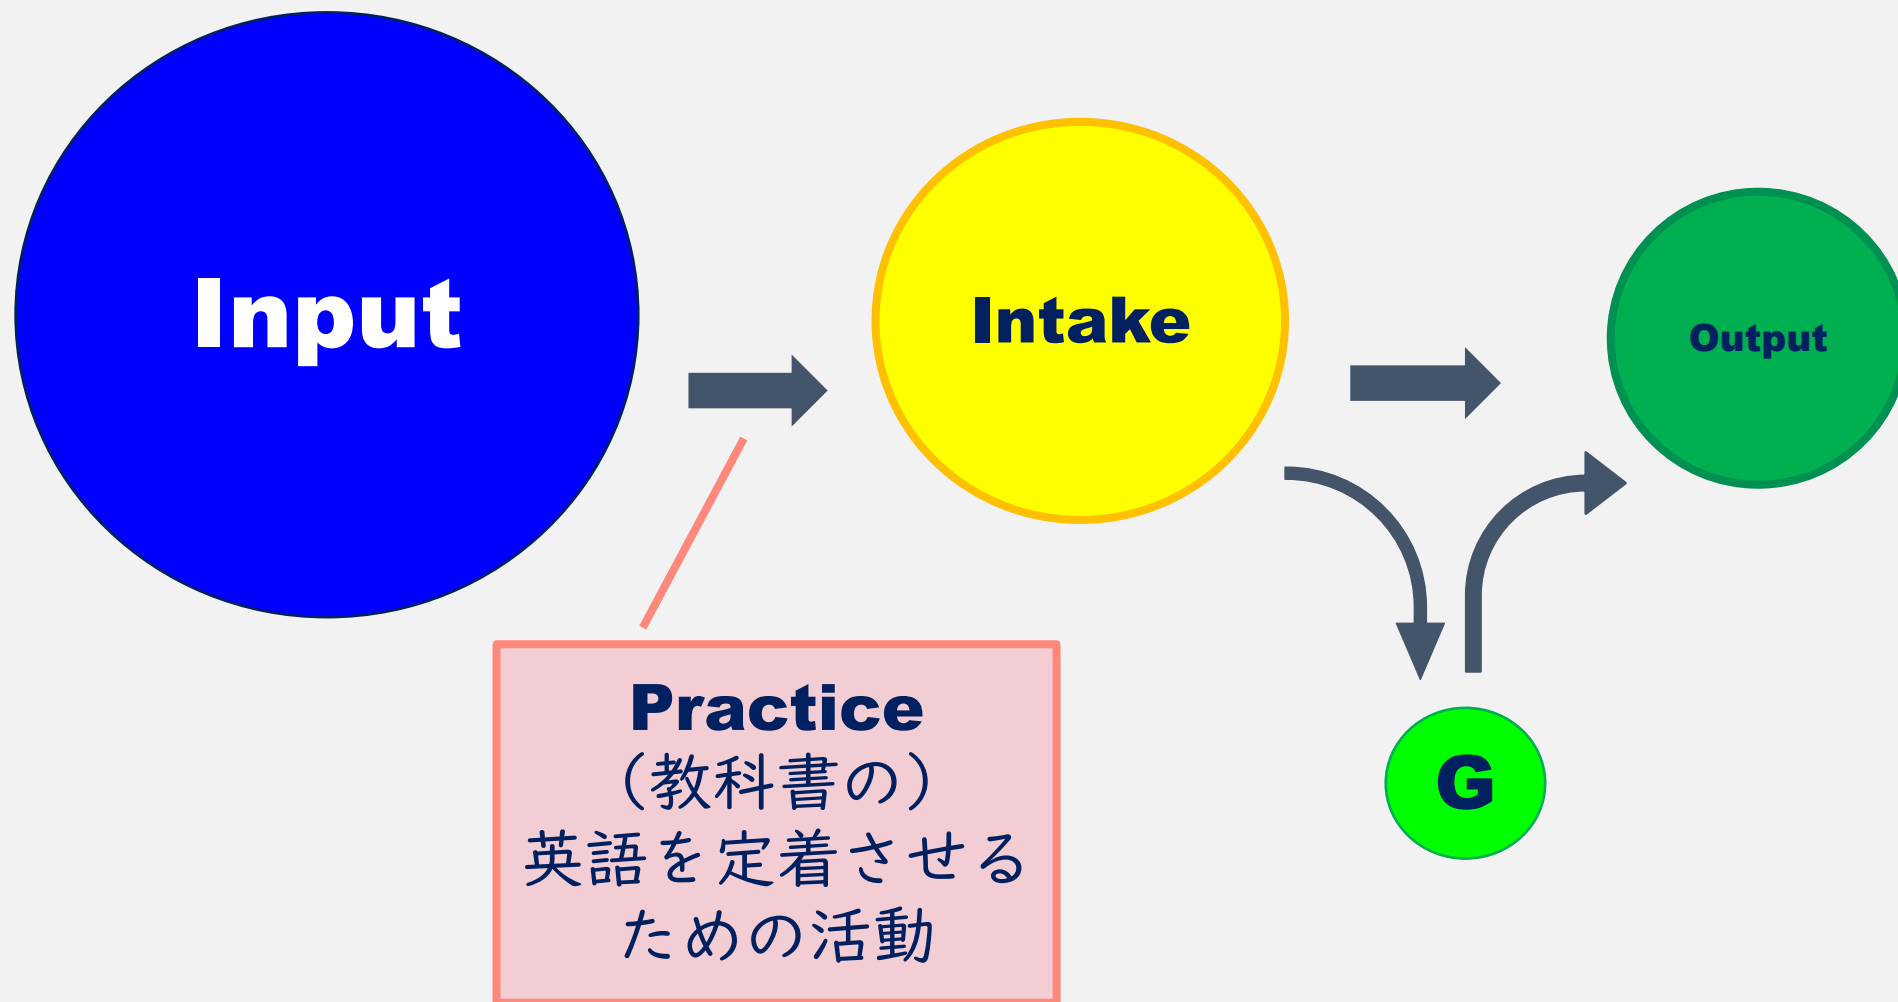 Input
Intake
Output
Practice
（教科書の）
英語を定着させる
ための活動
G